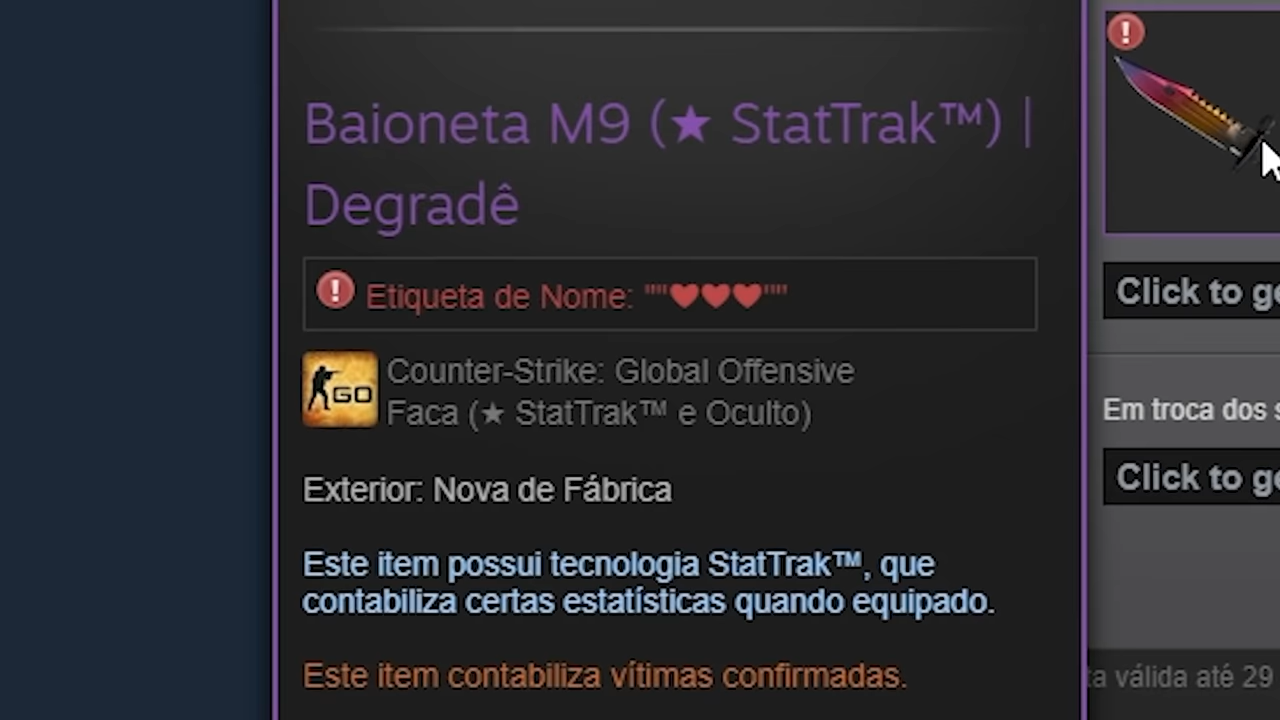 Baioneta M9 (★ StatTrak™) |
Degradê
Etiqueta de Nome: ""♥♥♥""
GO
Counter-Strike: Global Offensive
Faca (★ StatTrak™ e Oculto)
Exterior: Nova de Fábrica
Este item possui tecnologia StatTrak™, que
contabiliza certas estatísticas quando equipado.
Este item contabiliza vítimas confirmadas.
Click to
Em troca dos
Click to
válida até 29